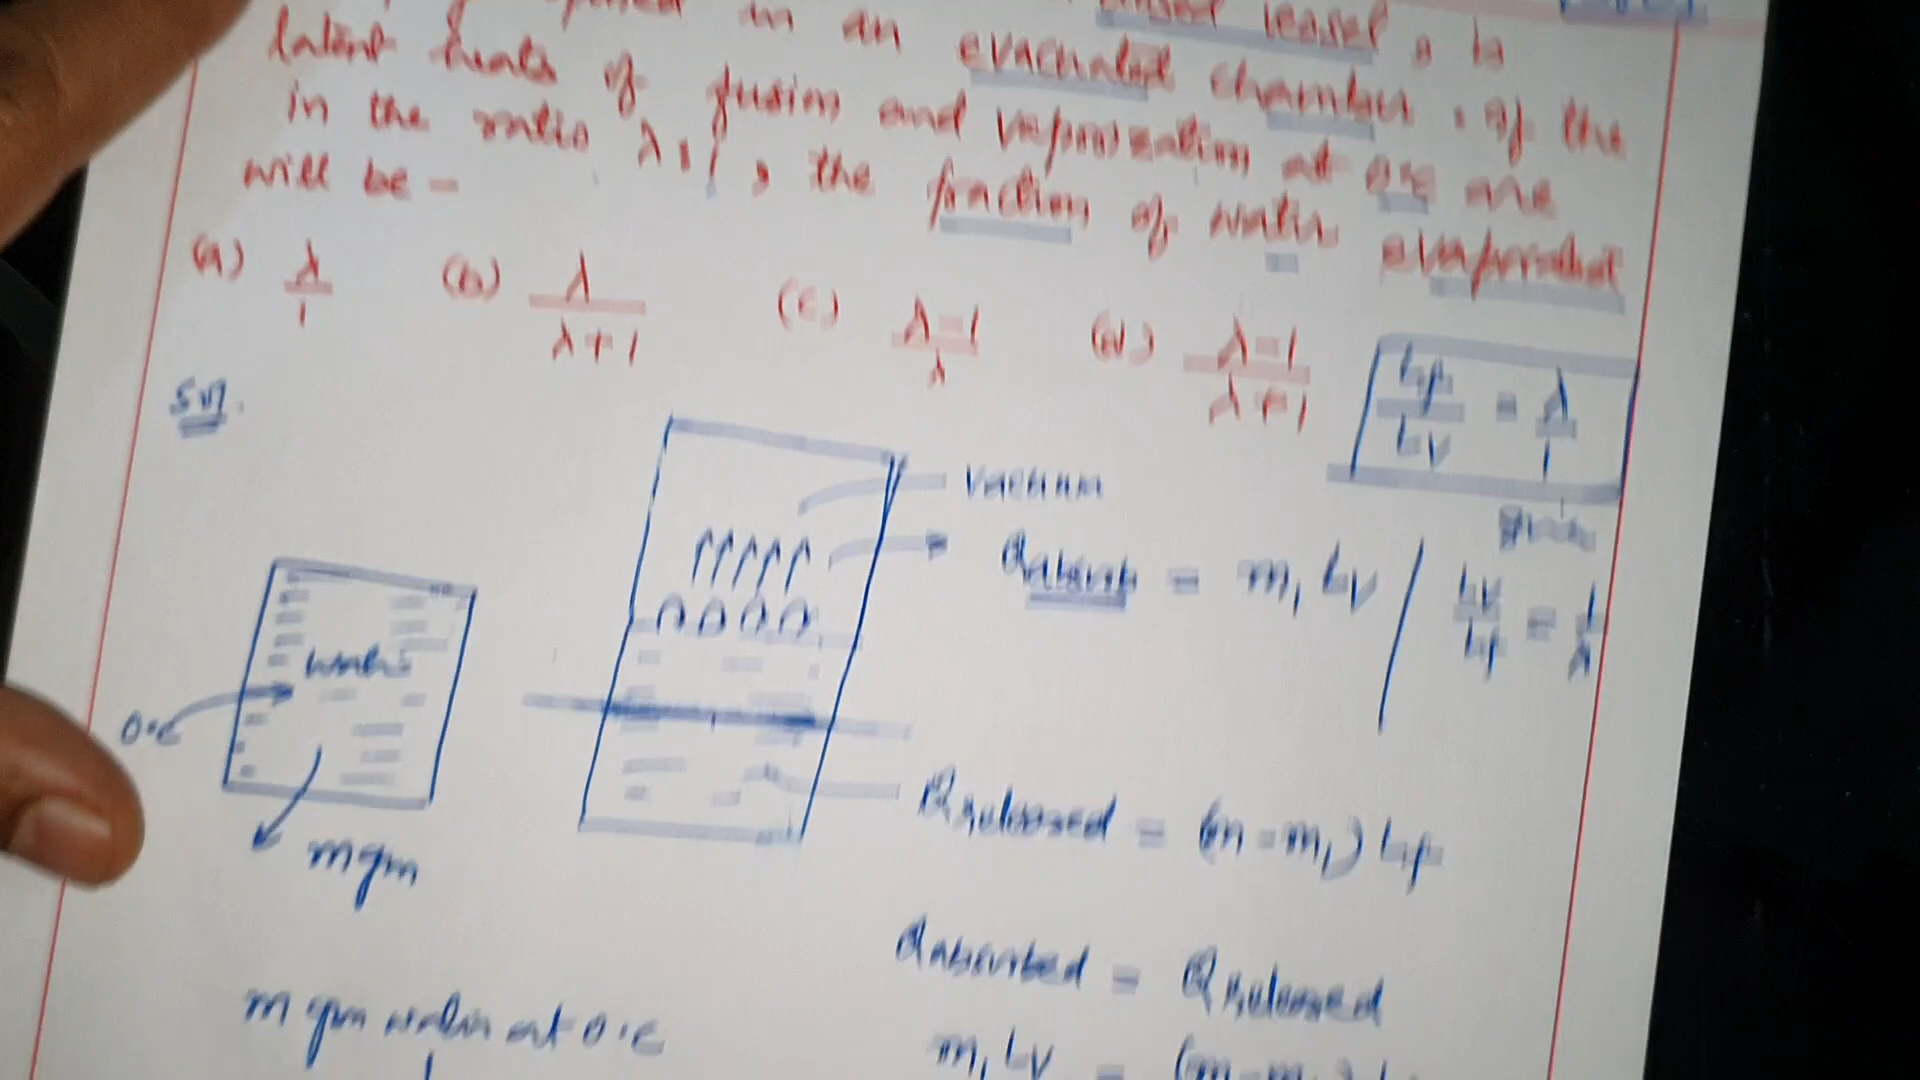 in an evacuated chamber. If the
latent heats of fusion and vaporization at 0°C are
in the ratio λ:1, the fraction of water evaporated
will be -
(a) λ/1 (b) λ/λ+1 (c) λ-1/λ (d) λ-1/λ+1
Lf/Lv = λ/1
Sol.
vacuum
Qabsorb = m₁ Lv
Lv/Lf = 1/λ
water
0°C
Qreleased = (m-m₁) Lf
m gm
Qabsorbed = Qreleased
m gm water at 0°C
m₁ Lv =